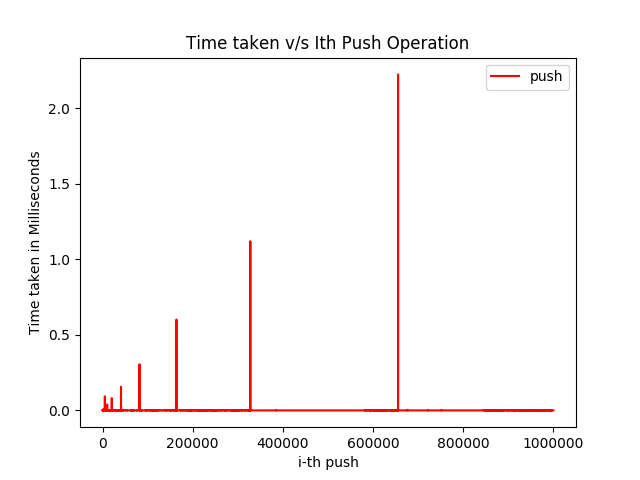 Time taken v/s Ith Push Operation
push
Time taken in Milliseconds
2.0
1.5
1.0
0.5
0.0
0 200000 400000 600000 800000 1000000
i-th push